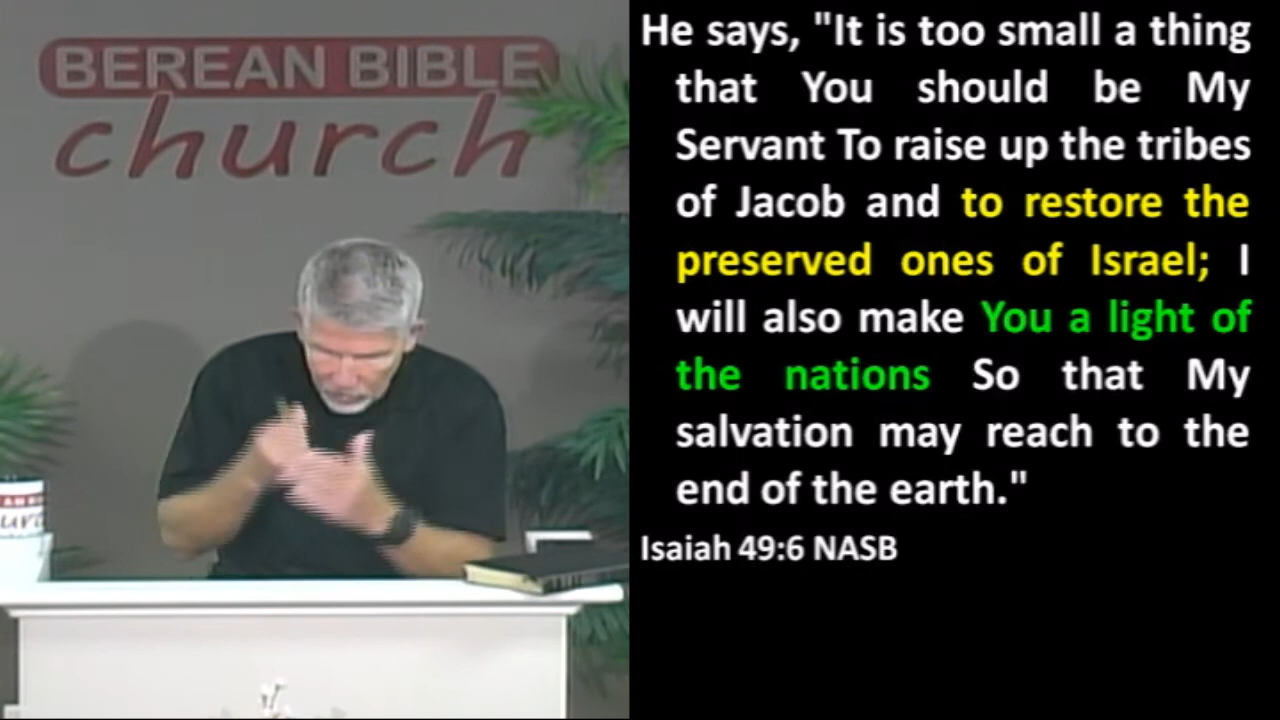 BEREAN BIBLE
church
He says, "It is too small a thing
that You should be My
Servant To raise up the tribes
of Jacob and to restore the
preserved ones of Israel; I
will also make You a light of
the nations So that My
salvation may reach to the
end of the earth."
Isaiah 49:6 NASB